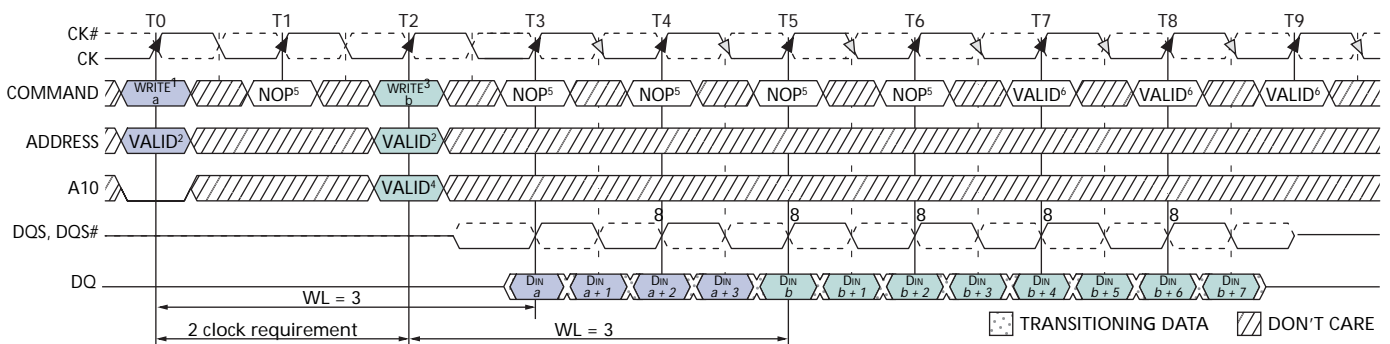 T0 T1 T2 T3 T4 T5 T6 T7 T8 T9
CK#
CK
COMMAND WRITE1 a NOP5 WRITE3 b NOP5 NOP5 NOP5 NOP5 VALID6 VALID6 VALID6
ADDRESS VALID2 VALID2
A10 VALID4
8 8 8 8 8
DQS, DQS#
DQ DIN a DIN a + 1 DIN a + 2 DIN a + 3 DIN b DIN b + 1 DIN b + 2 DIN b + 3 DIN b + 4 DIN b + 5 DIN b + 6 DIN b + 7
WL = 3
2 clock requirement WL = 3 TRANSITIONING DATA DON'T CARE